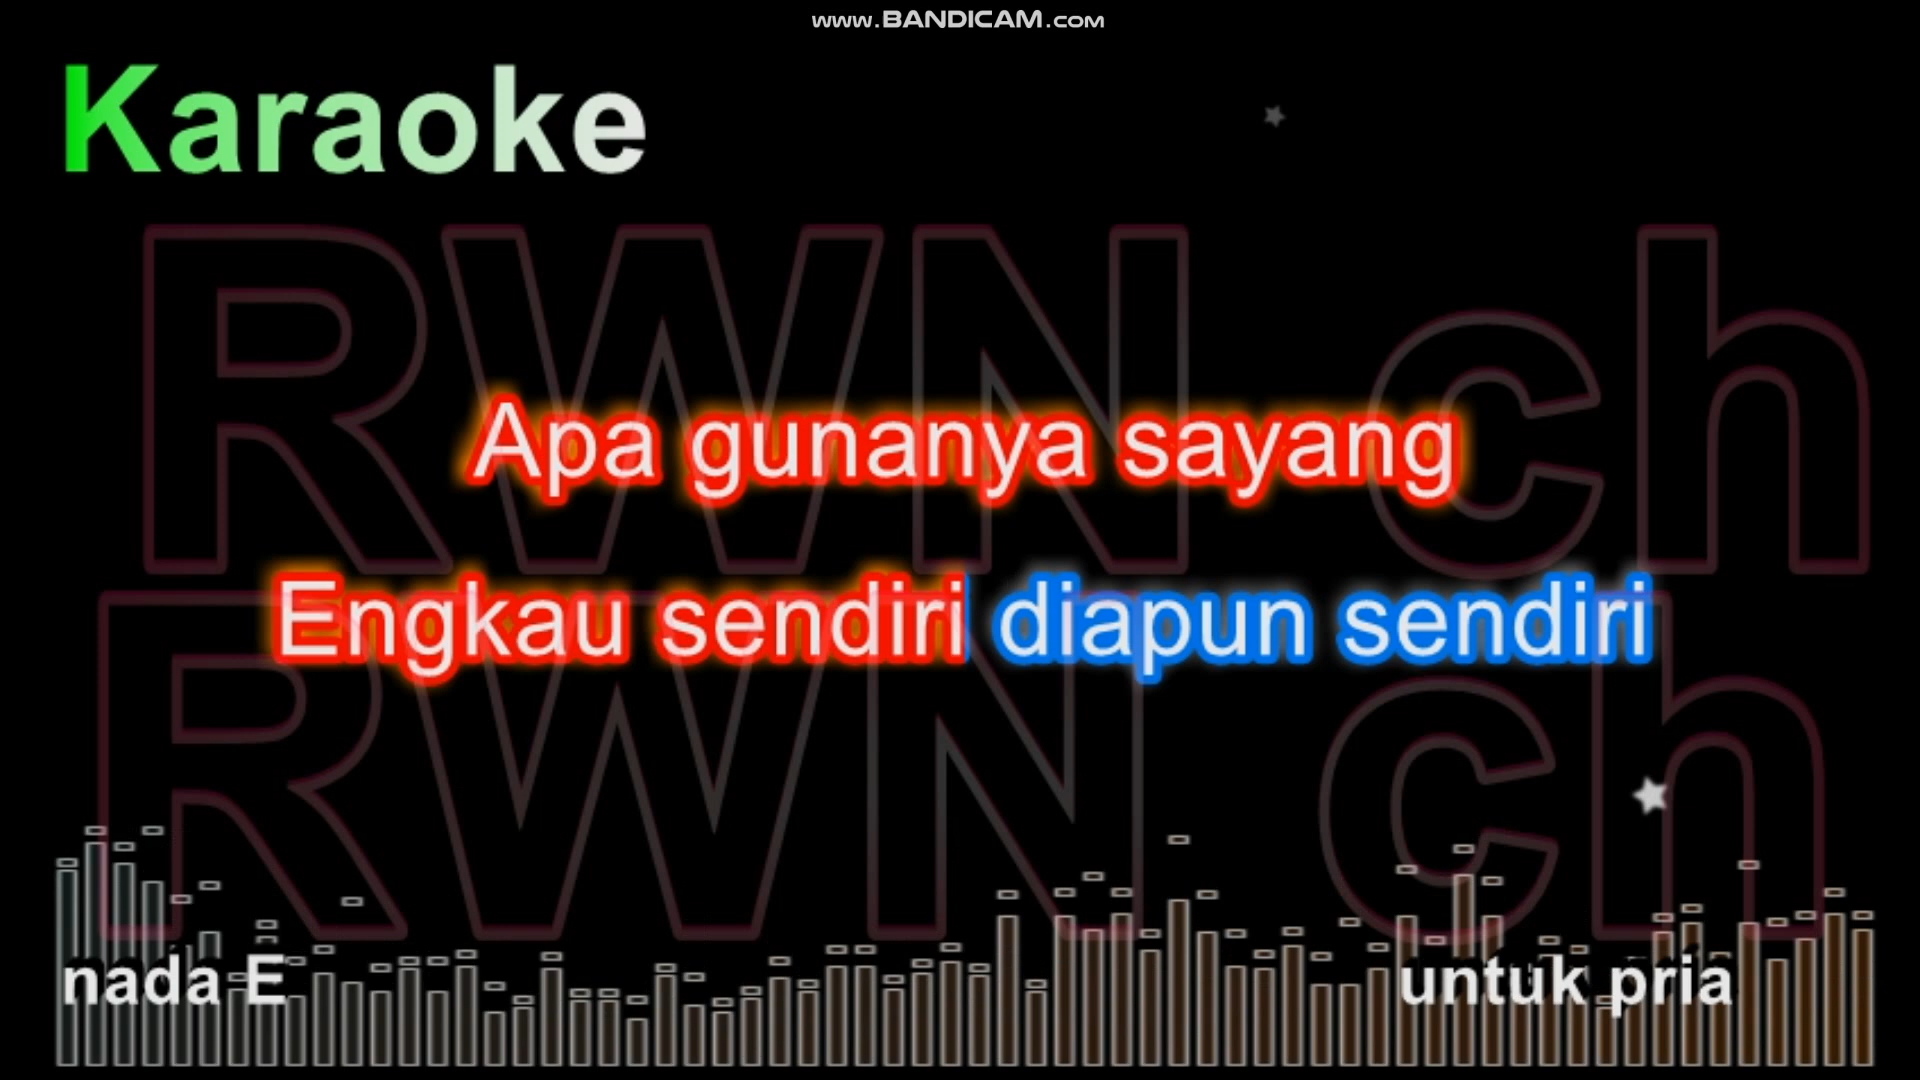 www.BANDICAM.com
Karaoke
RWN ch
Apa gunanya sayang
Engkau sendiri diapun sendiri
RWN ch
nada E
untuk pria